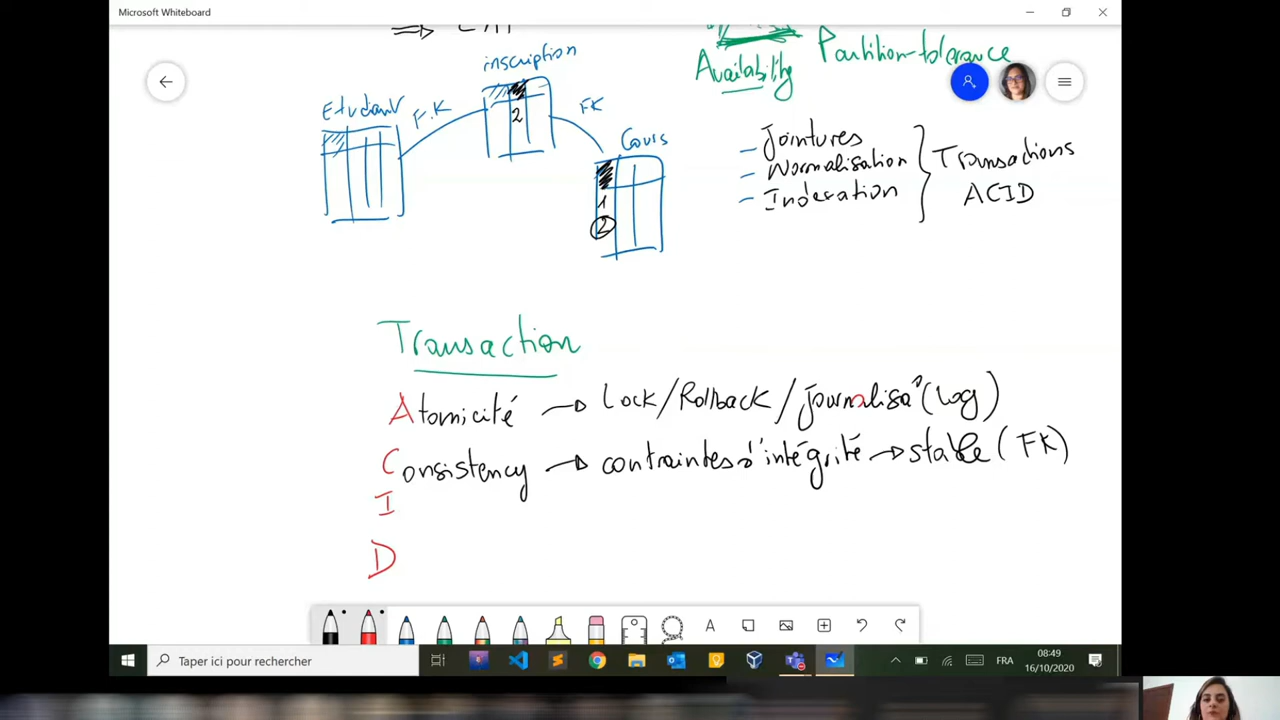 Microsoft Whiteboard
Availability
Partition-tolerance
inscription
Etudiant
F.K
FK
2
Cours
1
2
- Jointures
- Normalisation
- Indexation
Transactions
ACID
Transaction
Atomicité → Lock/Rollback/journalisa°(log)
Consistency → contraintes d'intégrité → stable (FK)
I
D
Taper ici pour rechercher
FRA
08:49
16/10/2020